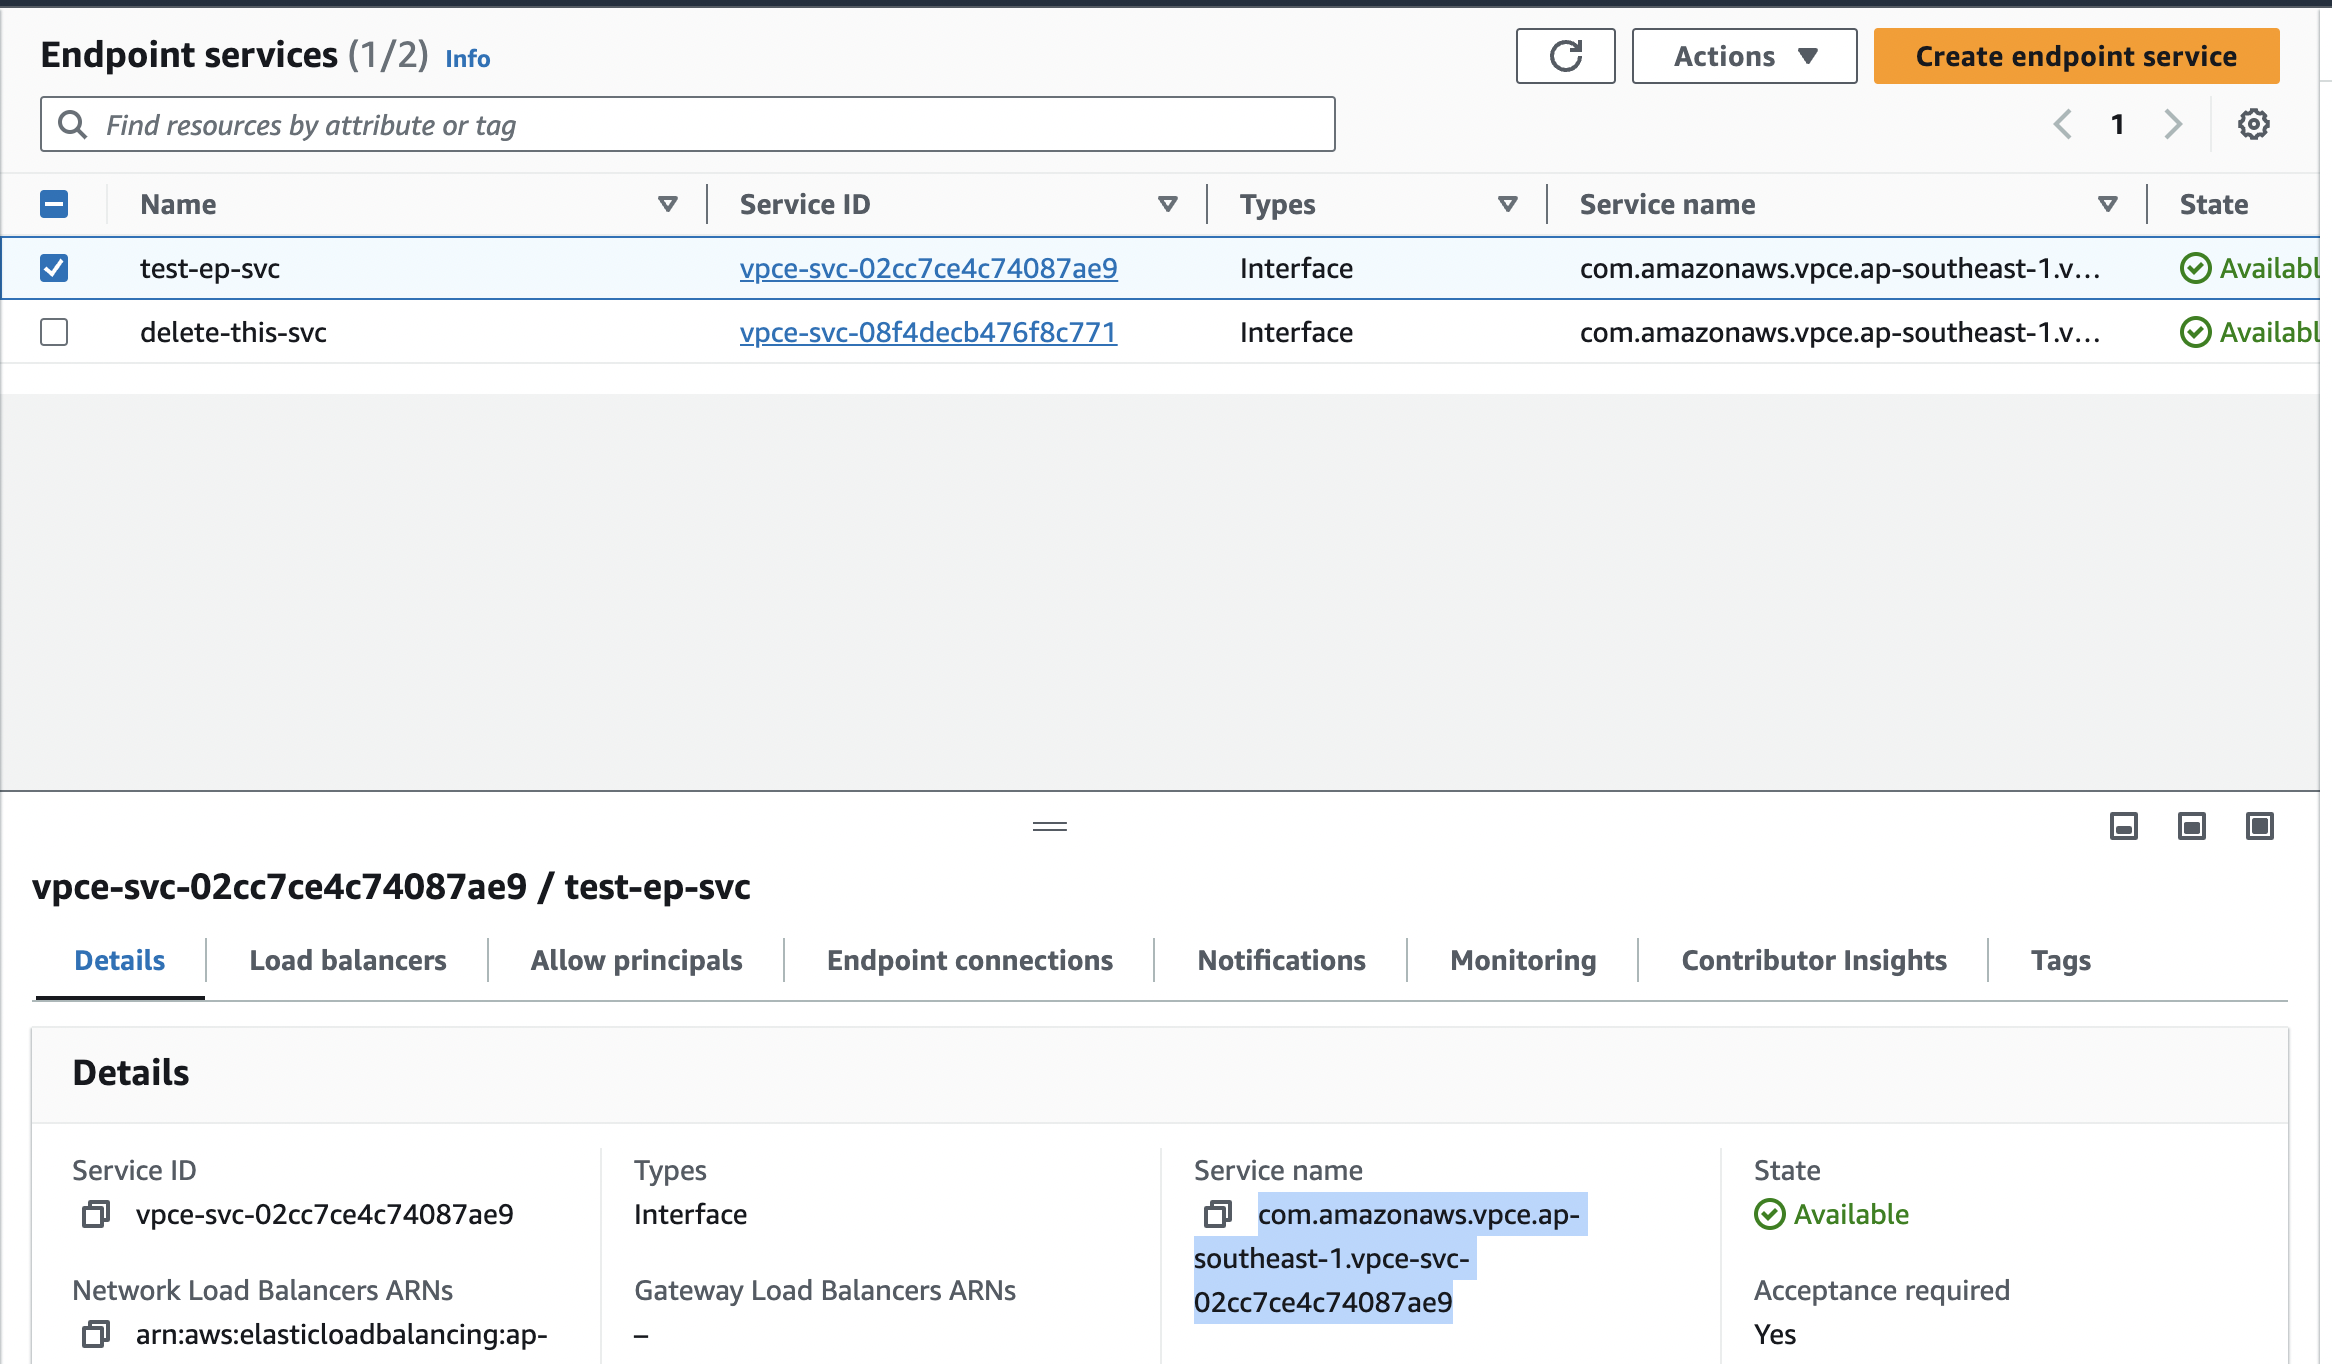 Endpoint services (1/2) Info
Actions
Create endpoint service
Find resources by attribute or tag
1
Name Service ID Types Service name State
test-ep-svc vpce-svc-02cc7ce4c74087ae9 Interface com.amazonaws.vpce.ap-southeast-1.v... Availabl
delete-this-svc vpce-svc-08f4decb476f8c771 Interface com.amazonaws.vpce.ap-southeast-1.v... Availabl
vpce-svc-02cc7ce4c74087ae9 / test-ep-svc
Details Load balancers Allow principals Endpoint connections Notifications Monitoring Contributor Insights Tags
Details
Service ID
vpce-svc-02cc7ce4c74087ae9
Types
Interface
Service name
com.amazonaws.vpce.ap-
southeast-1.vpce-svc-
02cc7ce4c74087ae9
State
Available
Network Load Balancers ARNs
arn:aws:elasticloadbalancing:ap-
Gateway Load Balancers ARNs
–
Acceptance required
Yes